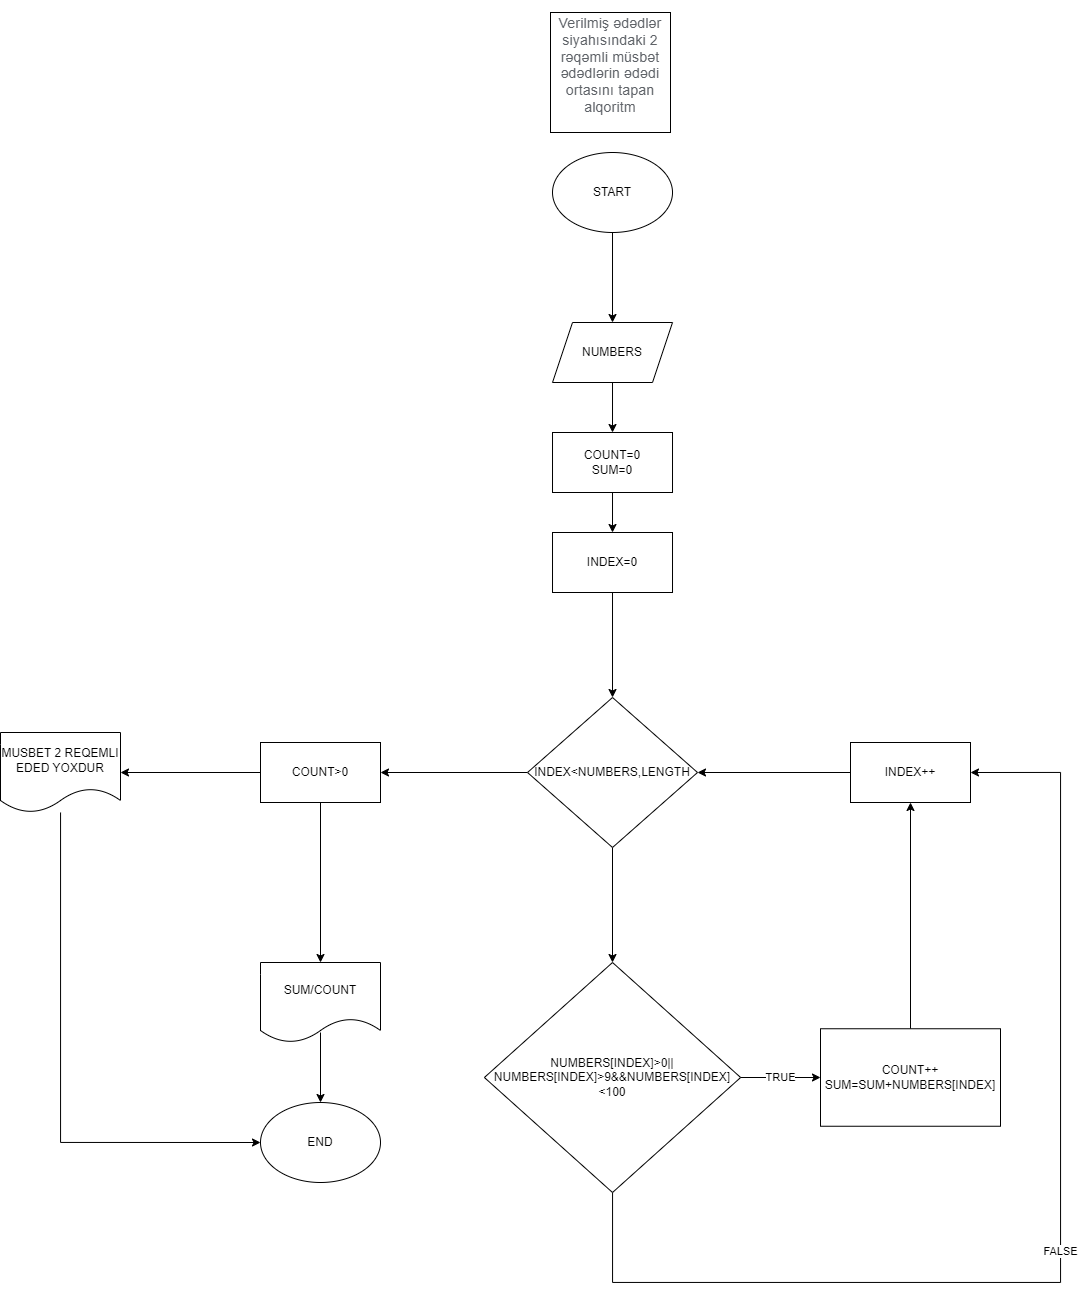 Verilmiş ədədlər
siyahısındaki 2
rəqəmli müsbət
ədədlərin ədədi
ortasını tapan
alqoritm
START
NUMBERS
COUNT=0
SUM=0
INDEX=0
MUSBET 2 REQEMLI
EDED YOXDUR
COUNT>0
INDEX<NUMBERS,LENGTH
INDEX++
SUM/COUNT
NUMBERS[INDEX]>0||
NUMBERS[INDEX]>9&&NUMBERS[INDEX]
<100
TRUE
COUNT++
SUM=SUM+NUMBERS[INDEX]
END
FALSE